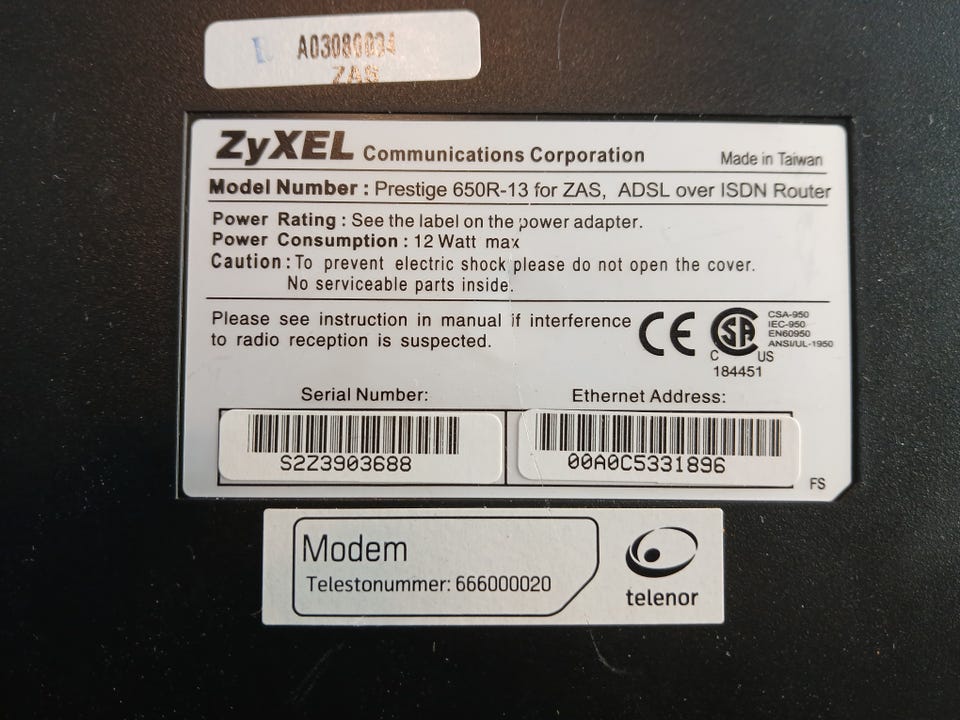 ZAS
ZyXEL Communications Corporation Made in Taiwan
Model Number : Prestige 650R-13 for ZAS, ADSL over ISDN Router
Power Rating : See the label on the power adapter.
Power Consumption : 12 Watt max
Caution : To prevent electric shock please do not open the cover.
No serviceable parts inside.
Please see instruction in manual if interference
to radio reception is suspected.
CE
SA
C US
184451
CSA-950
IEC-950
EN60950
ANSI/UL-1950
Serial Number: Ethernet Address:
S2Z3903688 00A0C5331896
FS
Modem
Telestonummer: 666000020
telenor